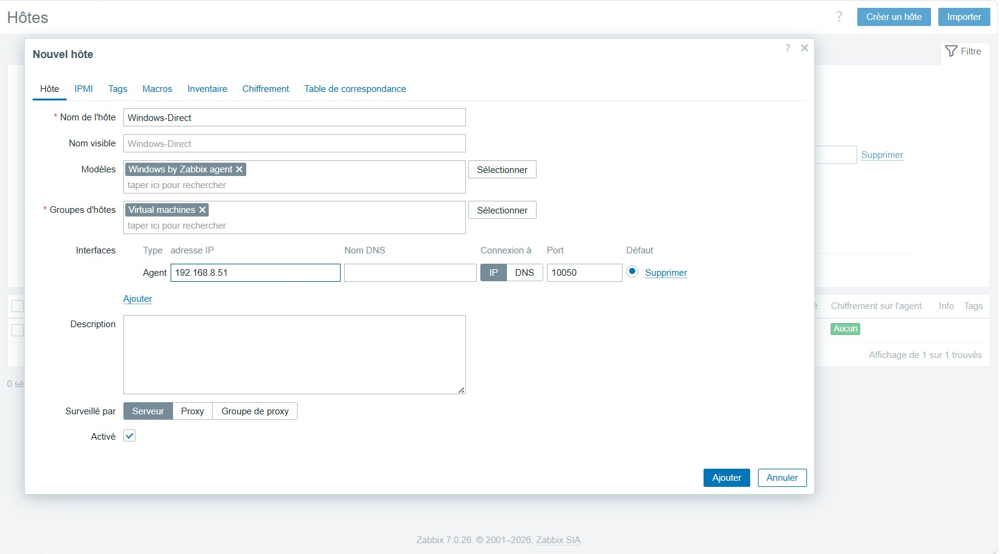 Hôtes
? Créer un hôte Importer
Filtre
Nouvel hôte
?
Hôte IPMI Tags Macros Inventaire Chiffrement Table de correspondance
* Nom de l'hôte Windows-Direct
Nom visible Windows-Direct
Modèles Windows by Zabbix agent Sélectionner
taper ici pour rechercher
Supprimer
* Groupes d'hôtes Virtual machines Sélectionner
taper ici pour rechercher
Interfaces Type adresse IP Nom DNS Connexion à Port Défaut
Agent 192.168.8.51 IP DNS 10050 Supprimer
Ajouter
Chiffrement sur l'agent Info Tags
Description
Aucun
Affichage de 1 sur 1 trouvés
0 sé
Surveillé par Serveur Proxy Groupe de proxy
Activé
Ajouter Annuler
Zabbix 7.0.26. © 2001–2026, Zabbix SIA